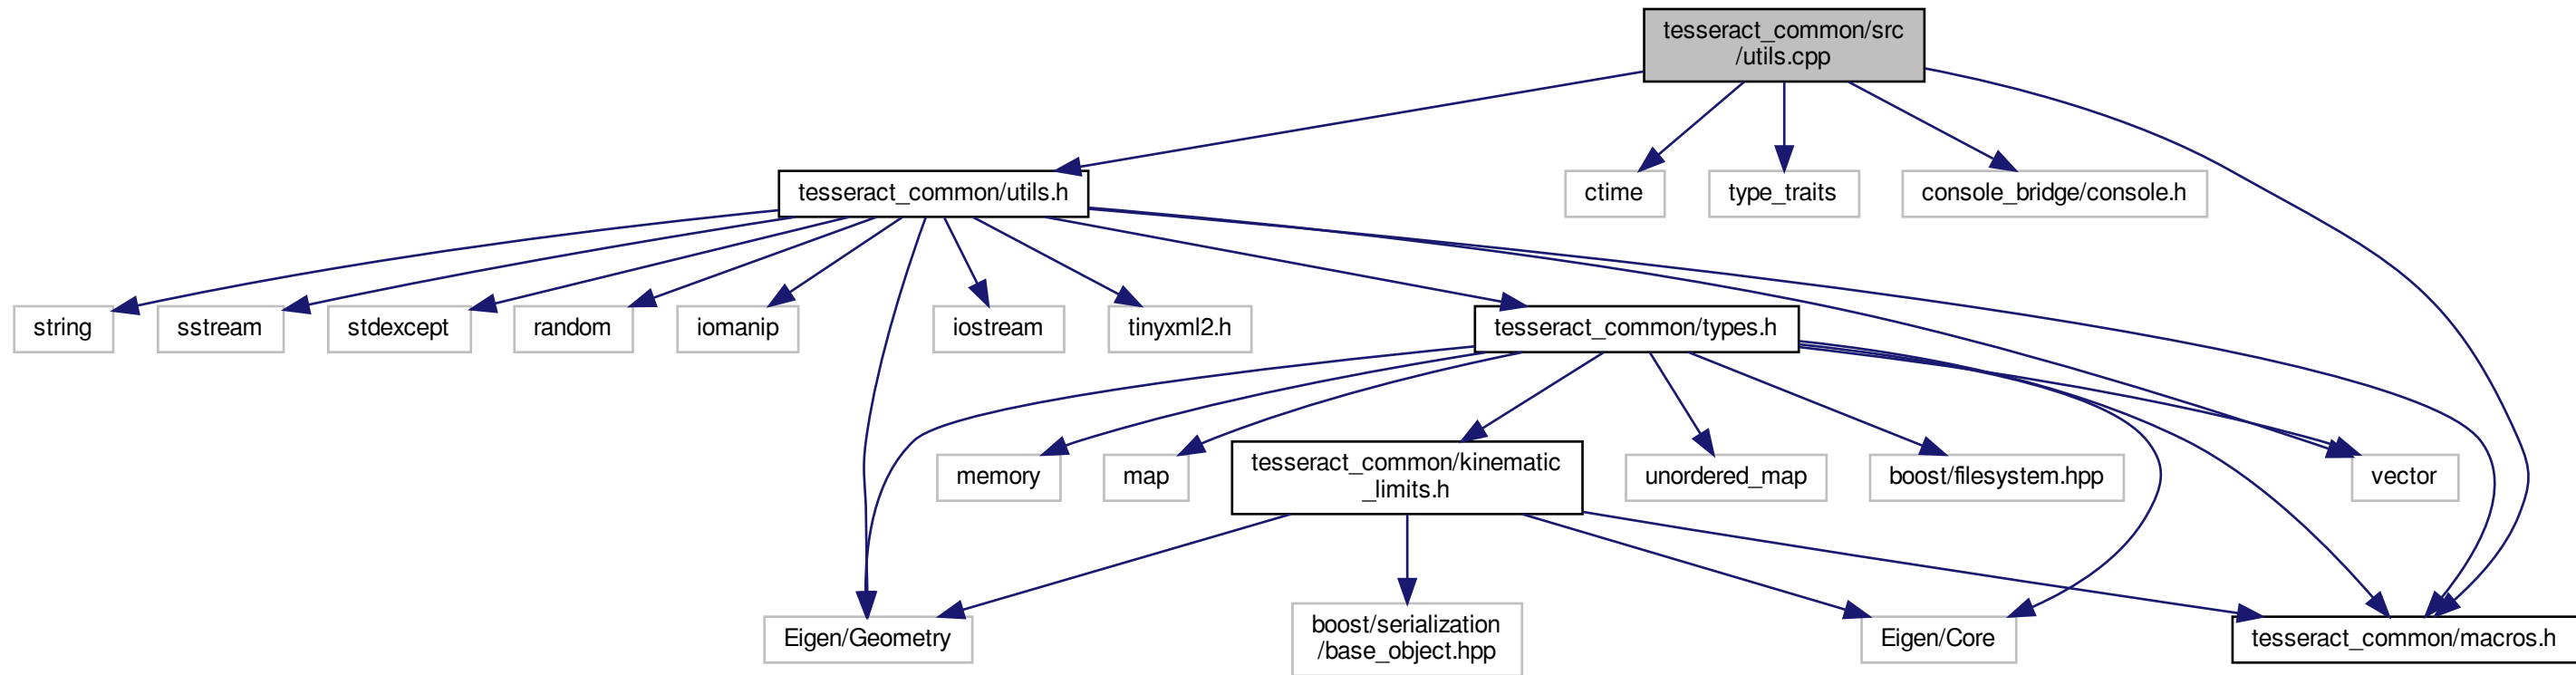 tesseract_common/src
/utils.cpp
tesseract_common/utils.h
ctime
type_traits
console_bridge/console.h
string
sstream
stdexcept
random
iomanip
iostream
tinyxml2.h
tesseract_common/types.h
memory
map
tesseract_common/kinematic
_limits.h
unordered_map
boost/filesystem.hpp
vector
Eigen/Geometry
boost/serialization
/base_object.hpp
Eigen/Core
tesseract_common/macros.h